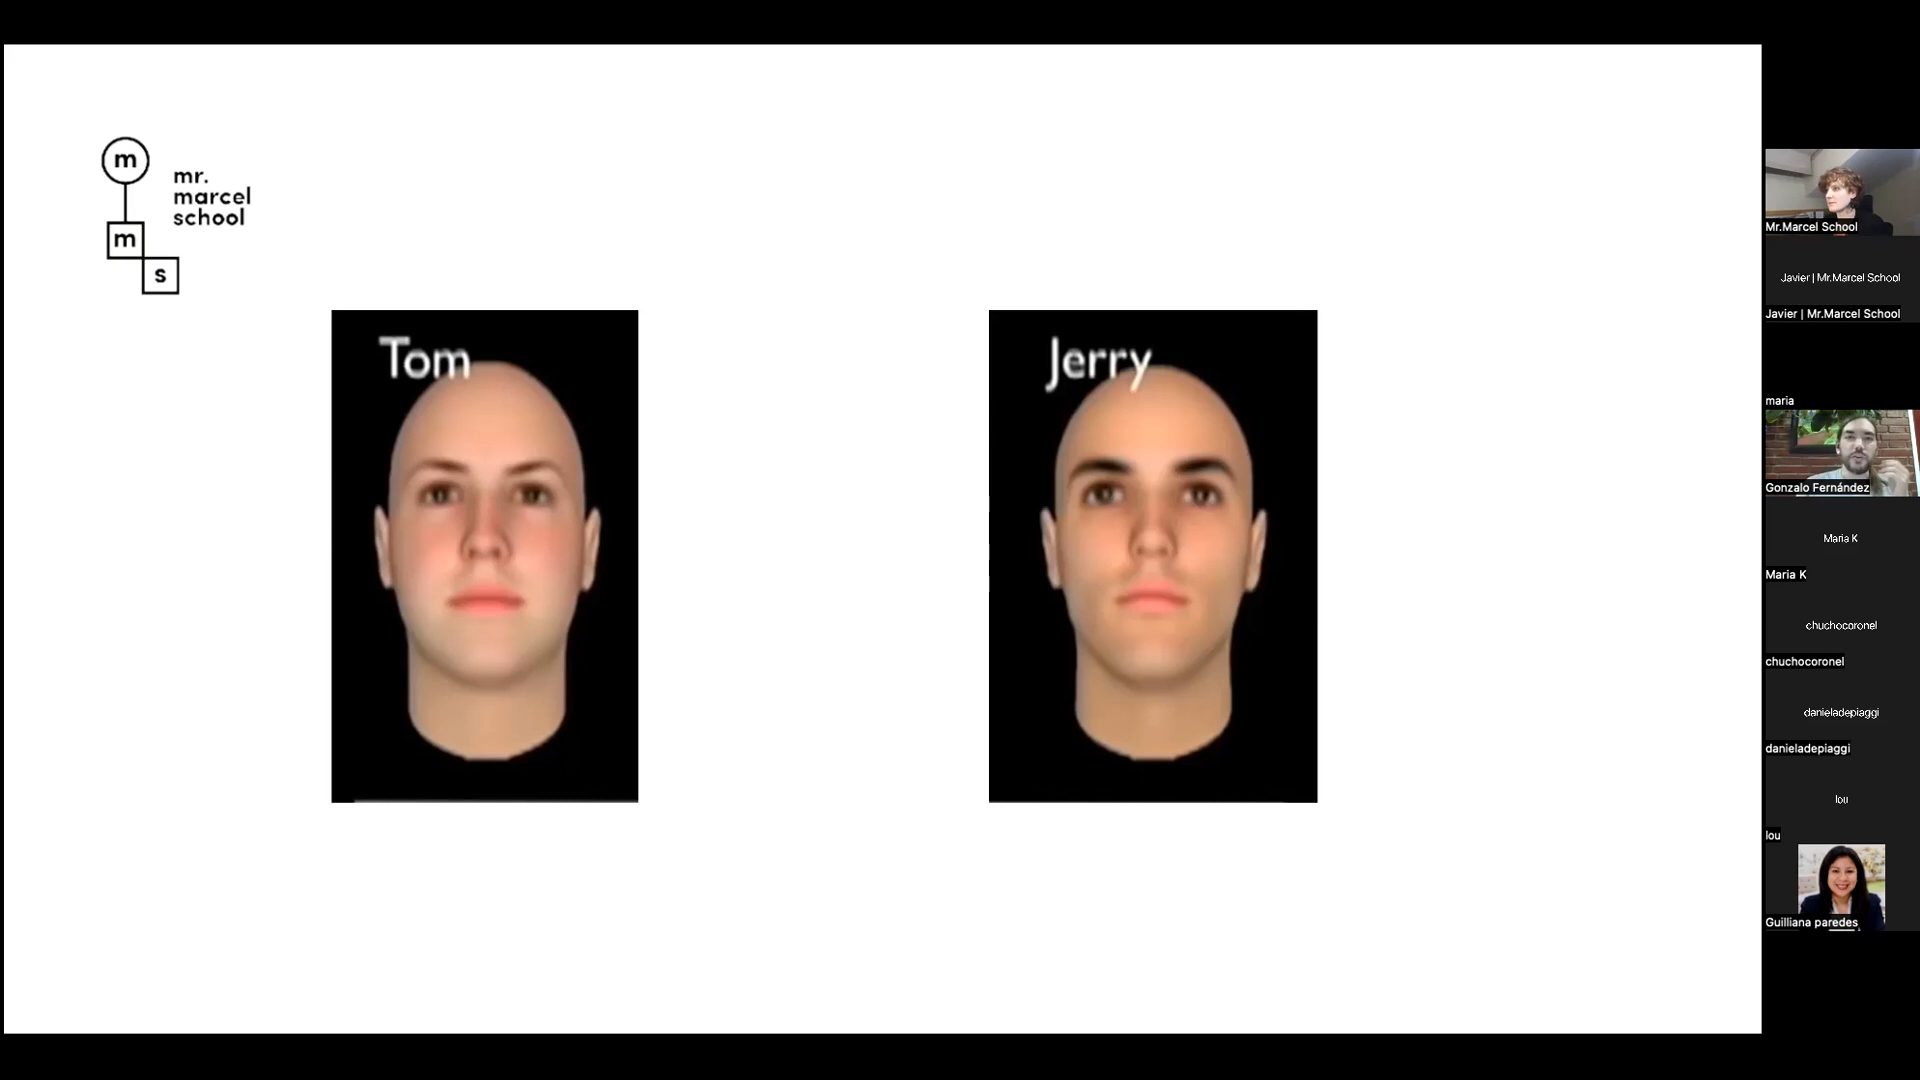 m
m
s
mr.
marcel
school
Tom
Jerry
Mr.Marcel School
Javier | Mr.Marcel School
Javier | Mr.Marcel School
maria
Gonzalo Fernández
Maria K
Maria K
chuchocoronel
chuchocoronel
danieladepiaggi
danieladepiaggi
lou
lou
Guilliana paredes